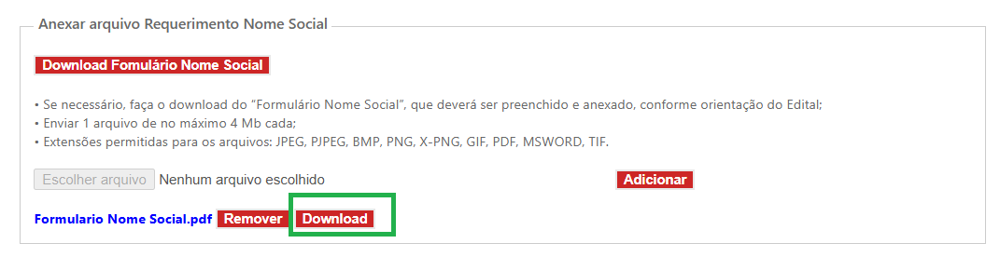 Anexar arquivo Requerimento Nome Social
Download Fomulário Nome Social
• Se necessário, faça o download do “Formulário Nome Social”, que deverá ser preenchido e anexado, conforme orientação do Edital;
• Enviar 1 arquivo de no máximo 4 Mb cada;
• Extensões permitidas para os arquivos: JPEG, PJPEG, BMP, PNG, X-PNG, GIF, PDF, MSWORD, TIF.
Escolher arquivo Nenhum arquivo escolhido Adicionar
Formulario Nome Social.pdf Remover Download